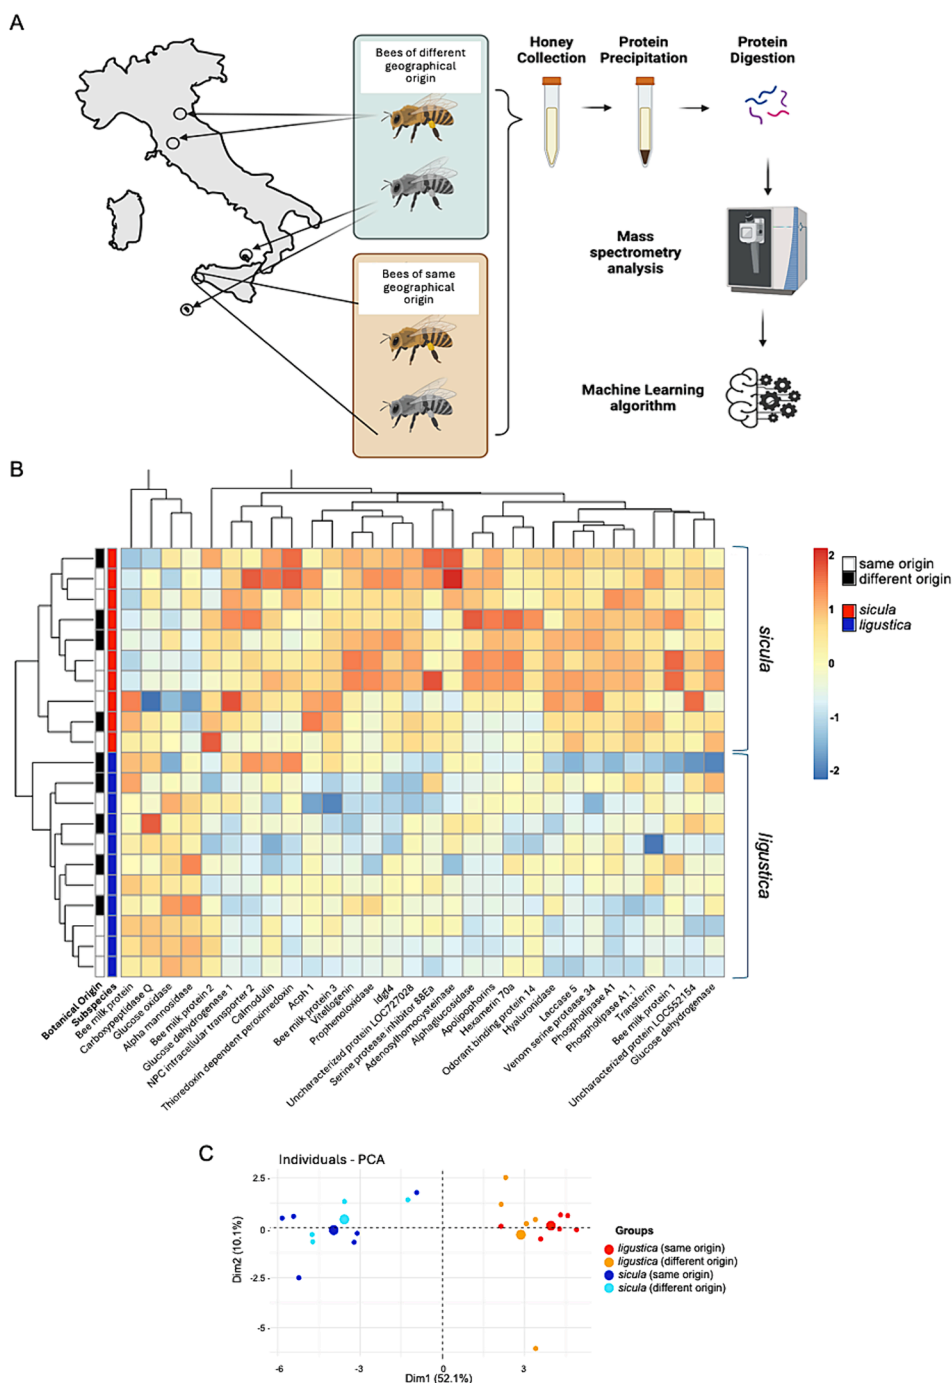 A
Bees of different
geographical
origin
Honey
Collection
Protein
Precipitation
Protein
Digestion
Mass
spectrometry
analysis
Bees of same
geographical
origin
Machine Learning
algorithm
B
same origin
different origin
sicula
ligustica
2
1
0
-1
-2
sicula
ligustica
Botanical Origin
Subspecies
Bee milk protein
Carboxypeptidase Q
Glucose oxidase
Alpha mannosidase
Bee milk protein 2
Glucose dehydrogenase 1
NPC intracellular transporter 2
Calmodulin
Thioredoxin dependent peroxiredoxin
Acph 1
Bee milk protein 3
Vitellogenin
Prophenoloxidase
Idgf4
Uncharacterized protein LOC727028
Serine protease inhibitor 88Ea
Adenosylhomocysteinase
Alphaglucosidase
Apolipophorins
Hexamerin 70a
Odorant binding protein 14
Hyaluronidase
Laccase 5
Venom serine protease 34
Phospholipase A1
Phospholipase A1,1
Transferrin
Bee milk protein 1
Uncharacterized protein LOC552154
Glucose dehydrogenase
C
Individuals - PCA
2.5
0
-2.5
-5
Dim2 (10.1%)
-6
-3
0
3
Dim1 (52.1%)
Groups
ligustica (same origin)
ligustica (different origin)
sicula (same origin)
sicula (different origin)